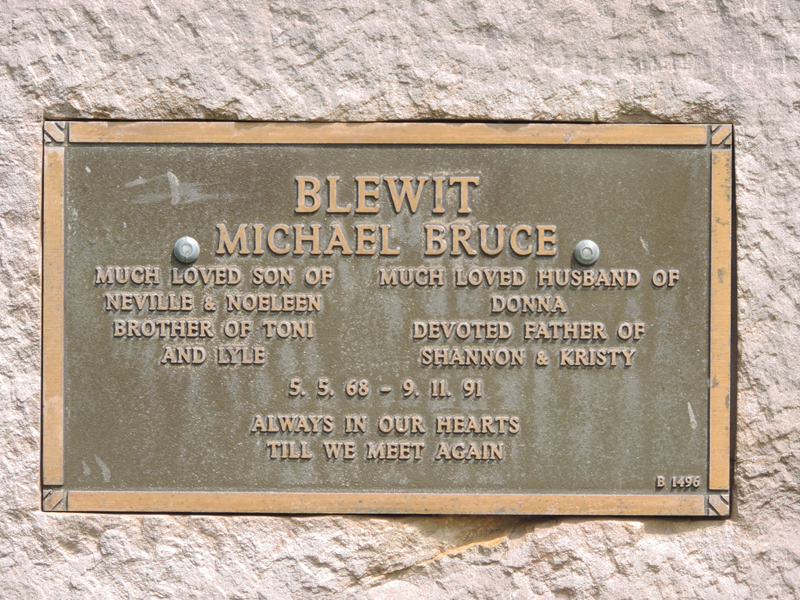 BLEWIT
MICHAEL BRUCE
MUCH LOVED SON OF
NEVILLE & NOELEEN
BROTHER OF TONI
AND LYLE
MUCH LOVED HUSBAND OF
DONNA
DEVOTED FATHER OF
SHANNON & KRISTY
5. 5. 68 – 9. 11. 91
ALWAYS IN OUR HEARTS
TILL WE MEET AGAIN
B 1496